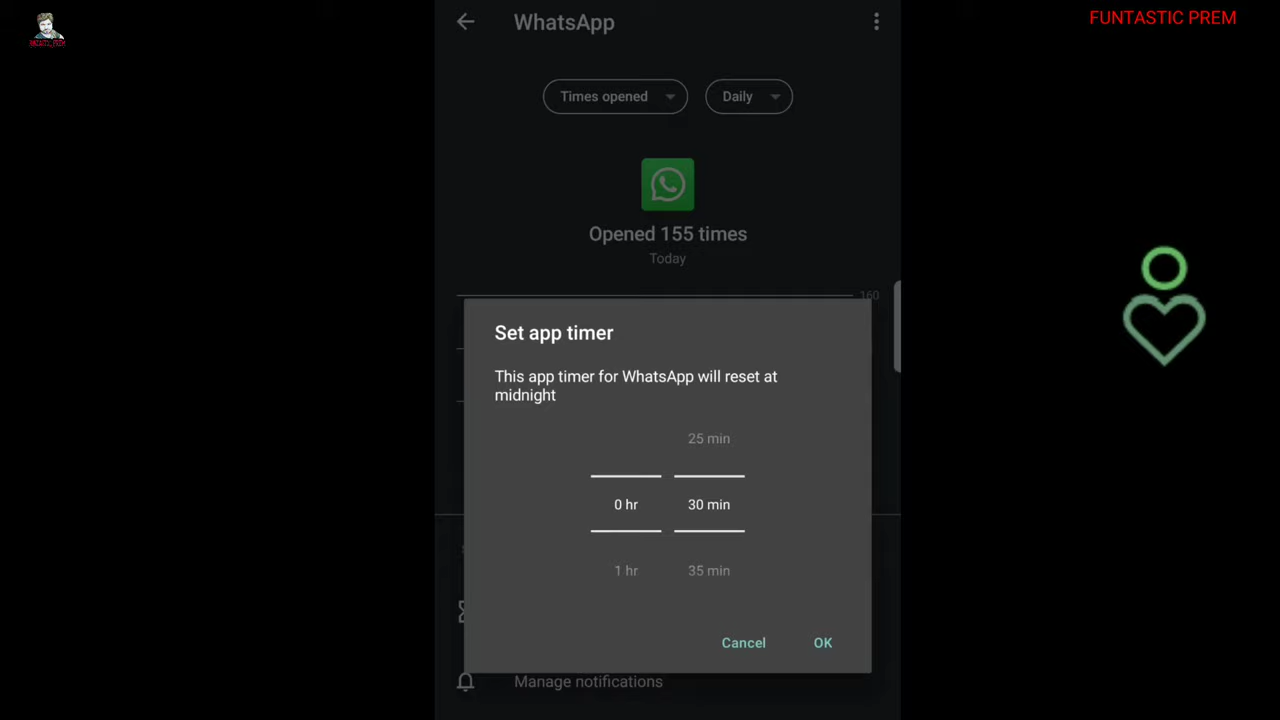 FUNTASTIC PREM
WhatsApp
Times opened
Daily
Opened 155 times
Today
160
Set app timer
This app timer for WhatsApp will reset at
midnight
25 min
0 hr
30 min
1 hr
35 min
Cancel
OK
Manage notifications